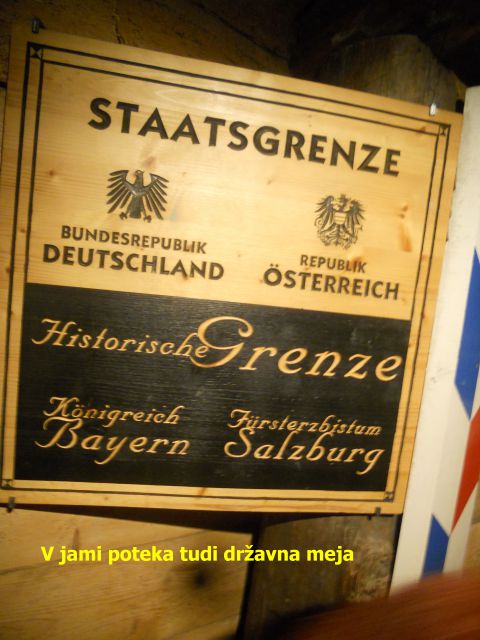 STAATSGRENZE
BUNDESREPUBLIK
DEUTSCHLAND
REPUBLIK
ÖSTERREICH
Historische Grenze
Königreich
Bayern
Fürsterzbistum
Salzburg
V jami poteka tudi državna meja